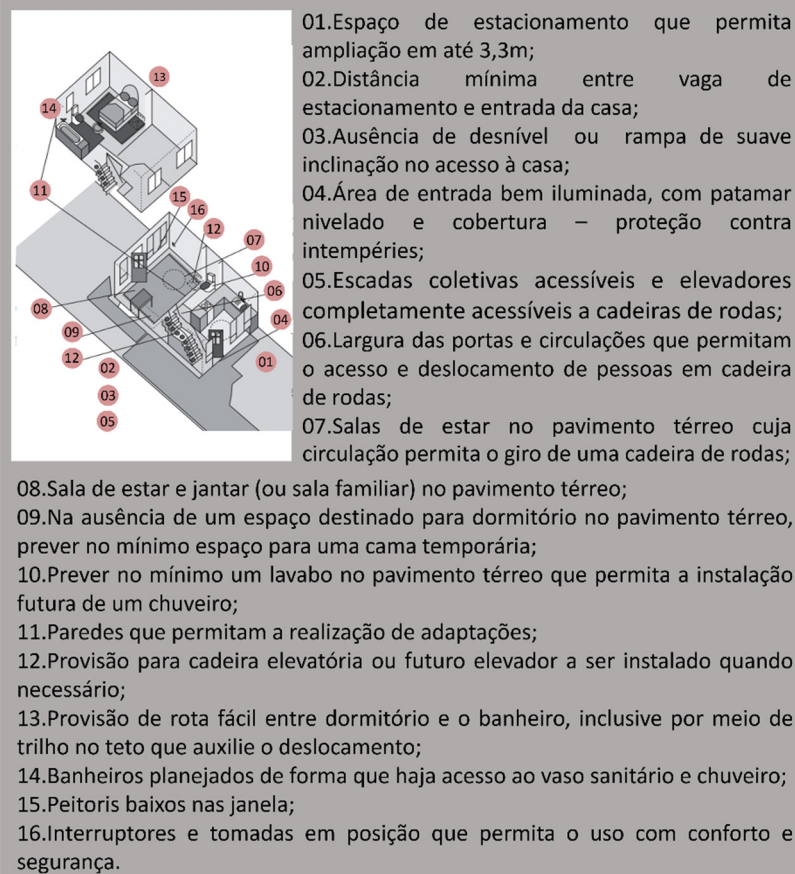 01.Espaço de estacionamento que permita
ampliação em até 3,3m;
02.Distância mínima entre vaga de
estacionamento e entrada da casa;
03.Ausência de desnível ou rampa de suave
inclinação no acesso à casa;
04.Área de entrada bem iluminada, com patamar
nivelado e cobertura – proteção contra
intempéries;
05.Escadas coletivas acessíveis e elevadores
completamente acessíveis a cadeiras de rodas;
06.Largura das portas e circulações que permitam
o acesso e deslocamento de pessoas em cadeira
de rodas;
07.Salas de estar no pavimento térreo cuja
circulação permita o giro de uma cadeira de rodas;
13
14
11
15
16
12
07
10
06
08
04
09
12
01
02
03
05
08.Sala de estar e jantar (ou sala familiar) no pavimento térreo;
09.Na ausência de um espaço destinado para dormitório no pavimento térreo,
prever no mínimo espaço para uma cama temporária;
10.Prever no mínimo um lavabo no pavimento térreo que permita a instalação
futura de um chuveiro;
11.Paredes que permitam a realização de adaptações;
12.Provisão para cadeira elevatória ou futuro elevador a ser instalado quando
necessário;
13.Provisão de rota fácil entre dormitório e o banheiro, inclusive por meio de
trilho no teto que auxilie o deslocamento;
14.Banheiros planejados de forma que haja acesso ao vaso sanitário e chuveiro;
15.Peitoris baixos nas janela;
16.Interruptores e tomadas em posição que permita o uso com conforto e
segurança.